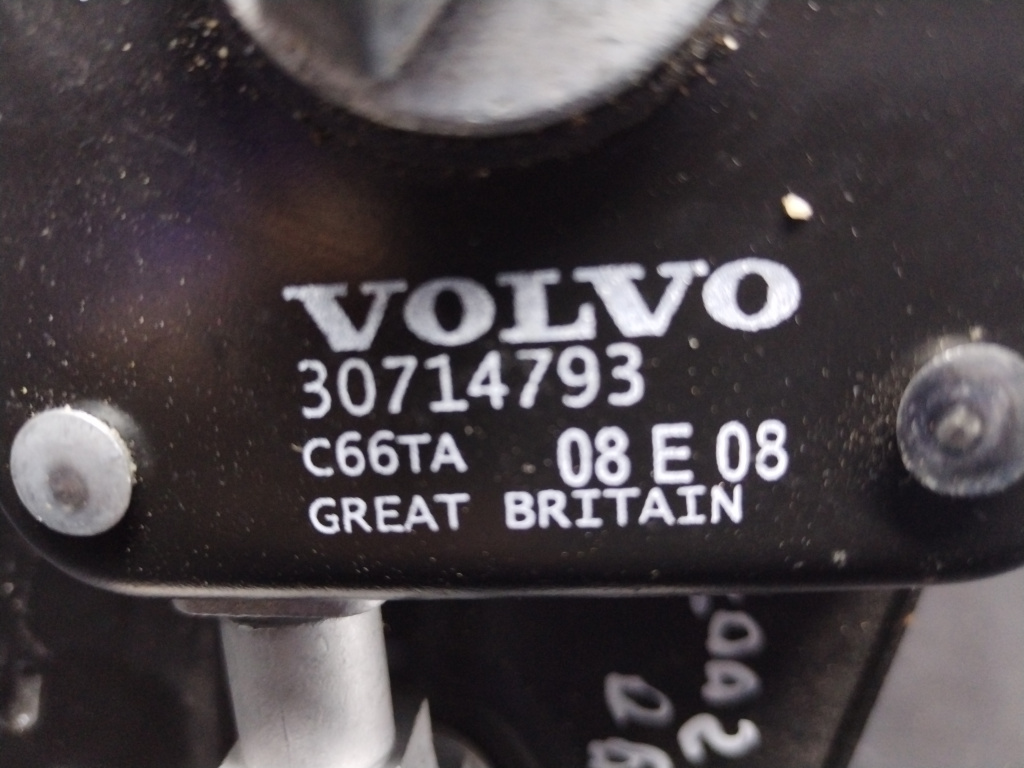 VOLVO
30714793
C66TA 08 E 08
GREAT BRITAIN